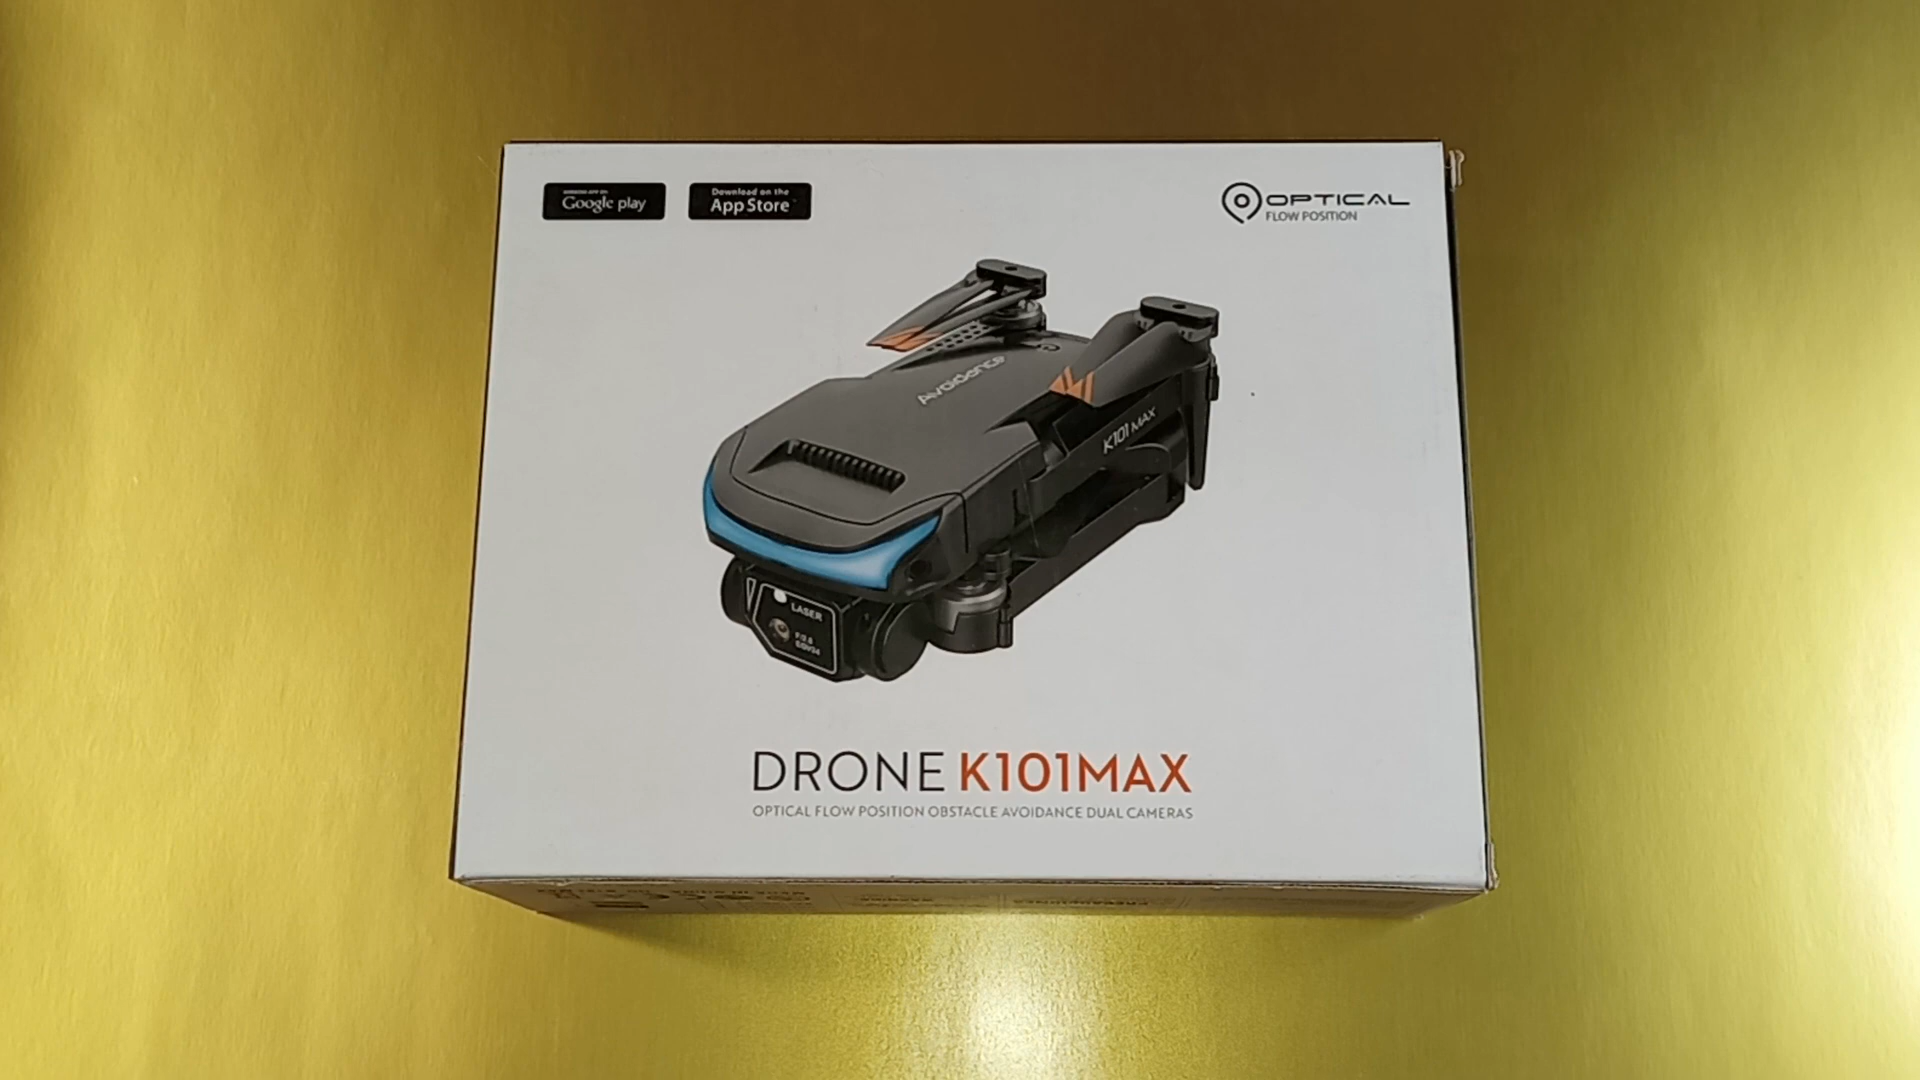 Google play
Download on the
App Store
OPTICAL
FLOW POSITION
Avoidence
K101 MAX
LASER
DRONE K101MAX
OPTICAL FLOW POSITION OBSTACLE AVOIDANCE DUAL CAMERAS